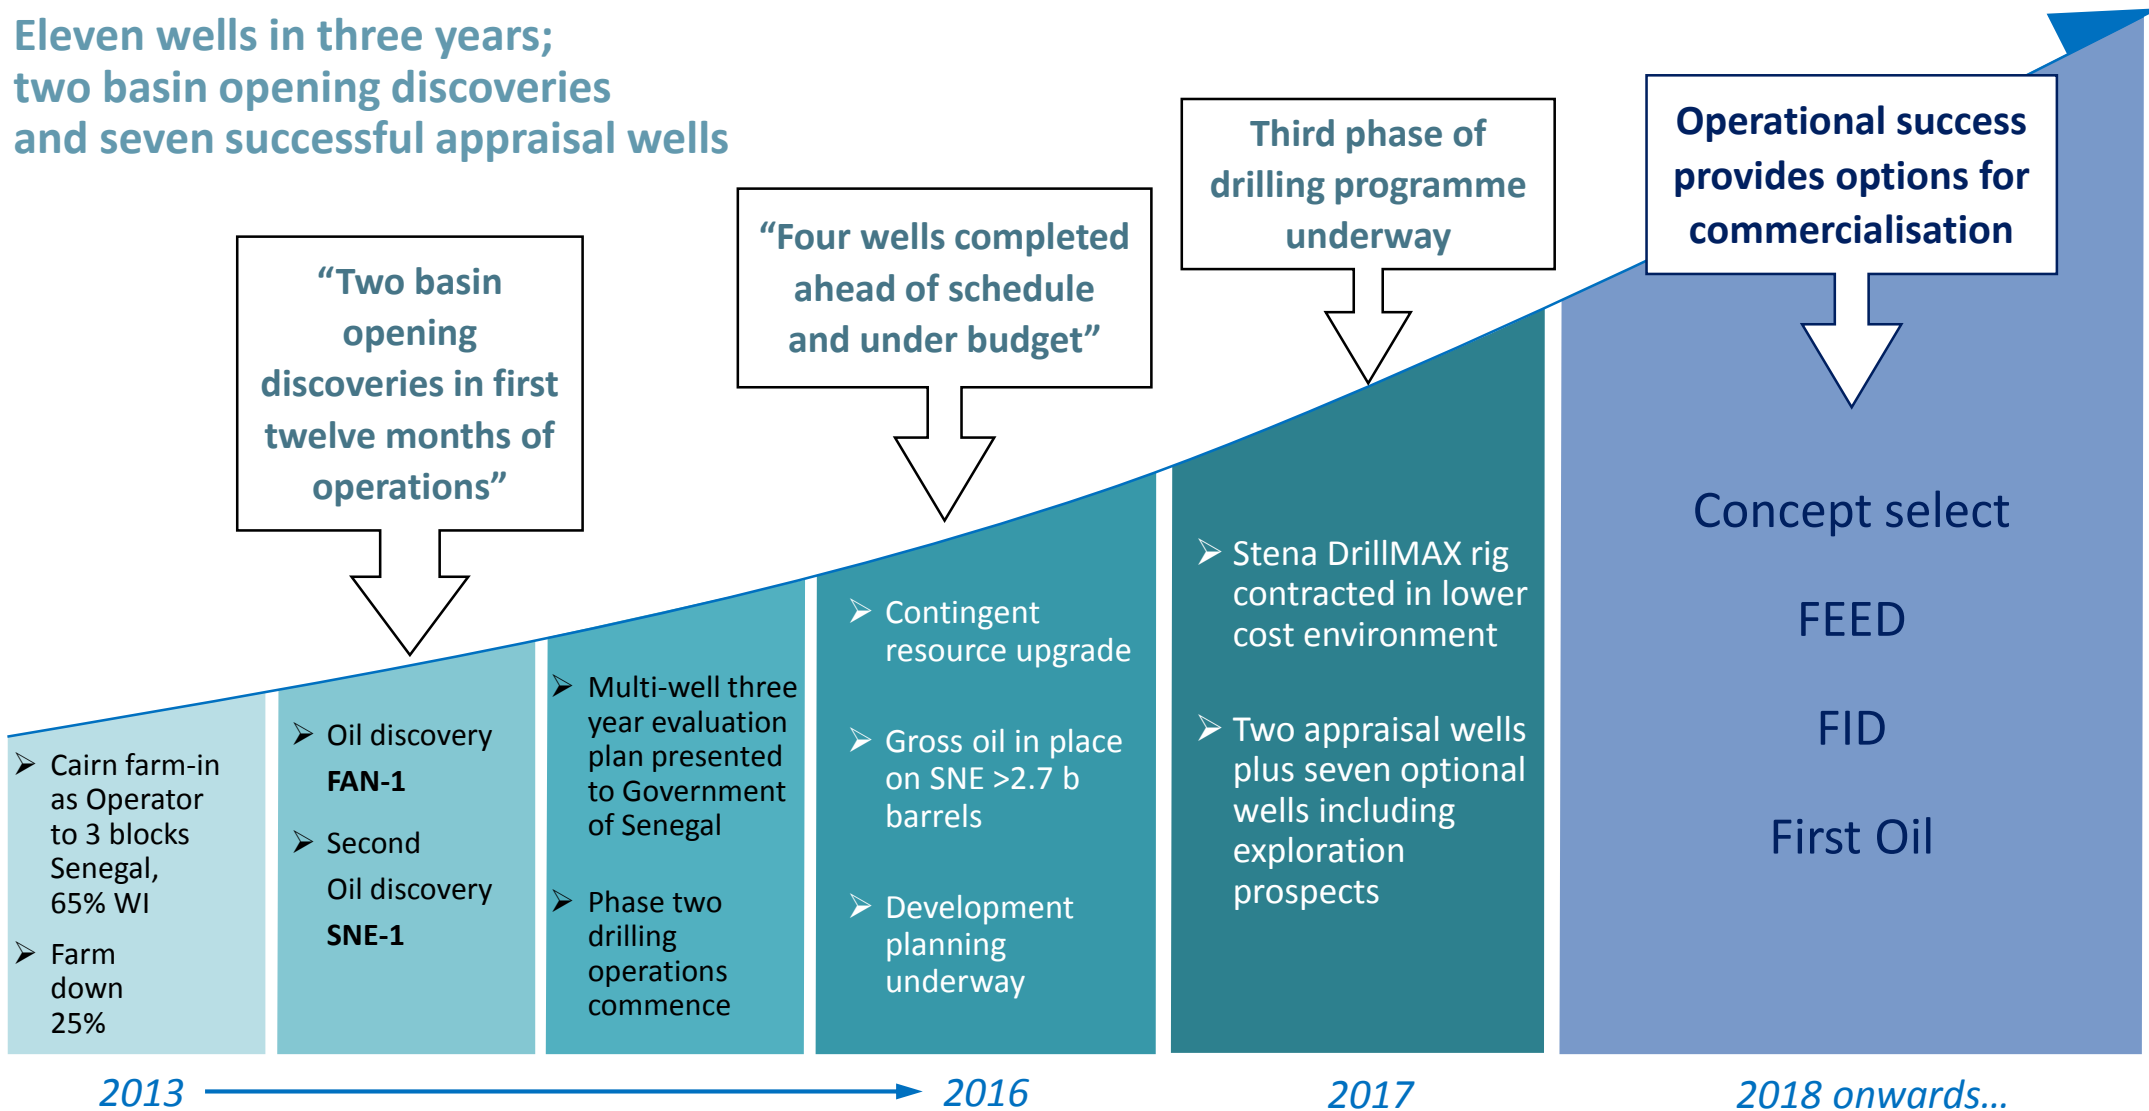 Eleven wells in three years;
two basin opening discoveries
and seven successful appraisal wells
“Two basin
opening
discoveries in first
twelve months of
operations”
“Four wells completed
ahead of schedule
and under budget”
Third phase of
drilling programme
underway
Operational success
provides options for
commercialisation
➢ Cairn farm-in
as Operator
to 3 blocks
Senegal,
65% WI
➢ Farm
down
25%
➢ Oil discovery
FAN-1
➢ Second
Oil discovery
SNE-1
➢ Multi-well three
year evaluation
plan presented
to Government
of Senegal
➢ Phase two
drilling
operations
commence
➢ Contingent
resource upgrade
➢ Gross oil in place
on SNE >2.7 b
barrels
➢ Development
planning
underway
➢ Stena DrillMAX rig
contracted in lower
cost environment
➢ Two appraisal wells
plus seven optional
wells including
exploration
prospects
Concept select
FEED
FID
First Oil
2013
2016
2017
2018 onwards…